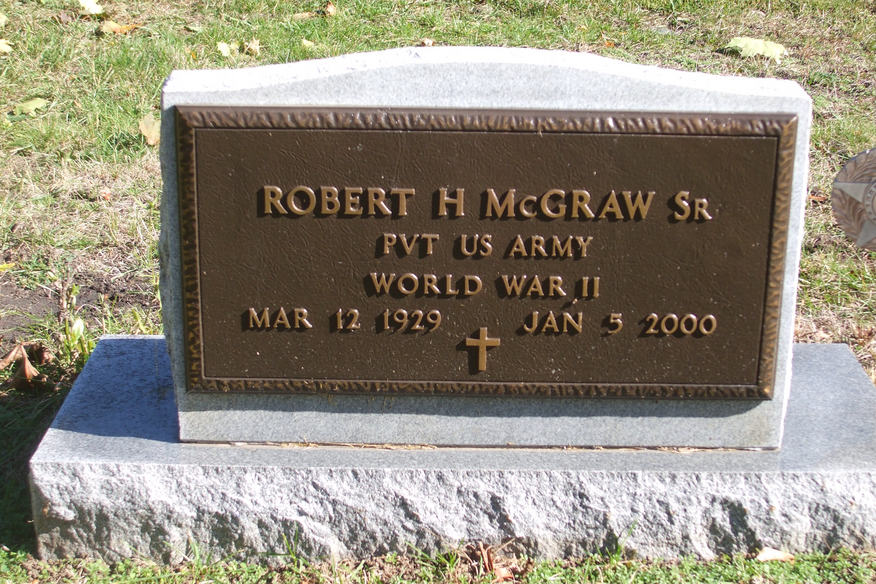 ROBERT H McGRAW SR
PVT US ARMY
WORLD WAR II
MAR 12 1929 JAN 5 2000